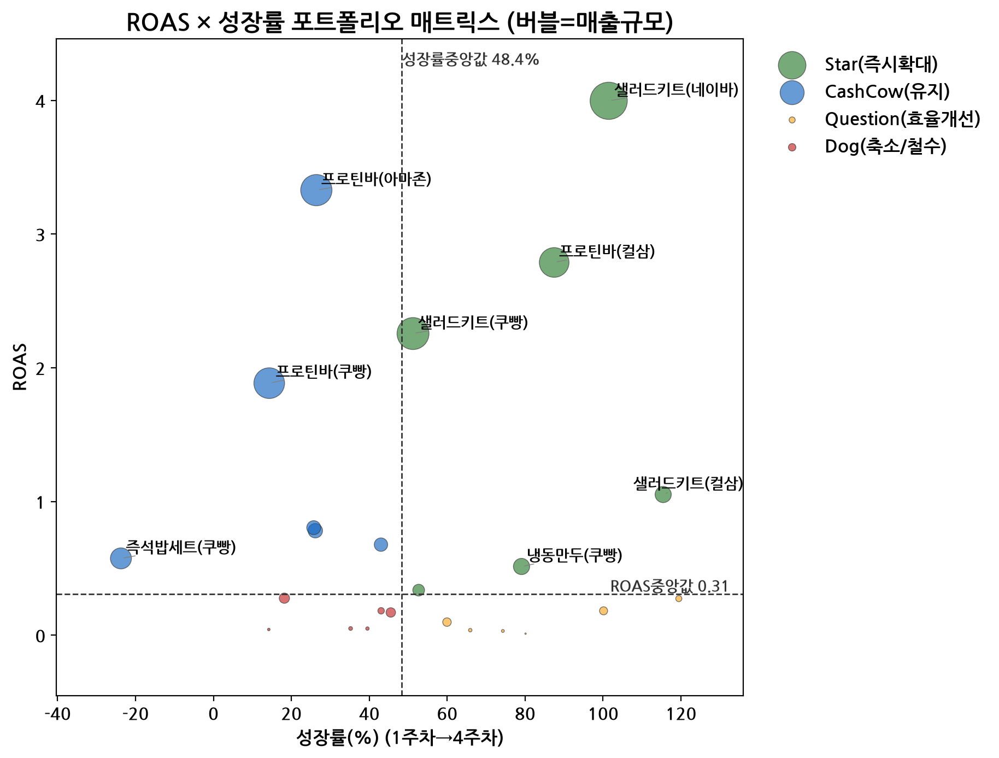 ROAS × 성장률 포트폴리오 매트릭스 (버블=매출규모)
성장률중앙값 48.4%
샐러드키트(네이바)
프로틴바(아마존)
프로틴바(컬삼)
샐러드키트(쿠빵)
프로틴바(쿠빵)
샐러드키트(컬삼)
즉석밥세트(쿠빵)
냉동만두(쿠빵)
ROAS중앙값 0.31
ROAS
4
3
2
1
0
-40 -20 0 20 40 60 80 100 120
성장률(%) (1주차→4주차)
Star(즉시확대)
CashCow(유지)
Question(효율개선)
Dog(축소/철수)